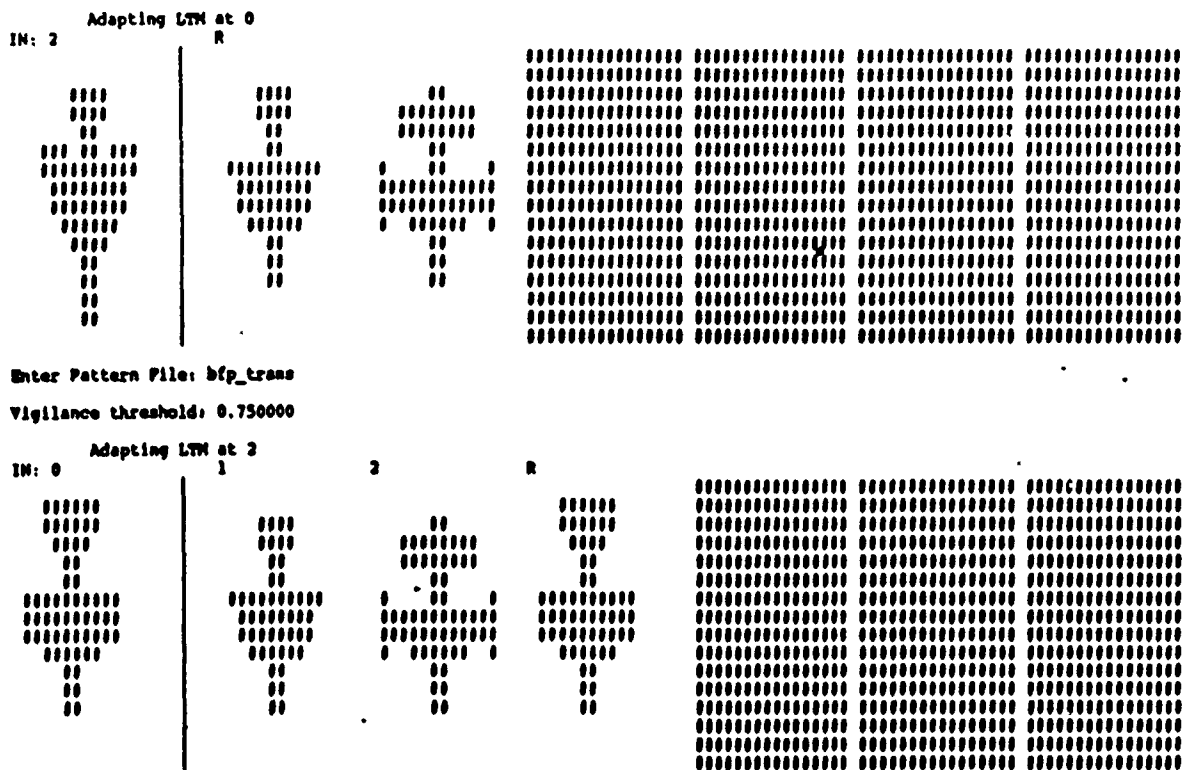 Adapting LTM at 0
IN: 2 R
Enter Pattern File: bfp_trans
Vigilance threshold: 0.750000
Adapting LTM at 2
IN: 0 1 2 R